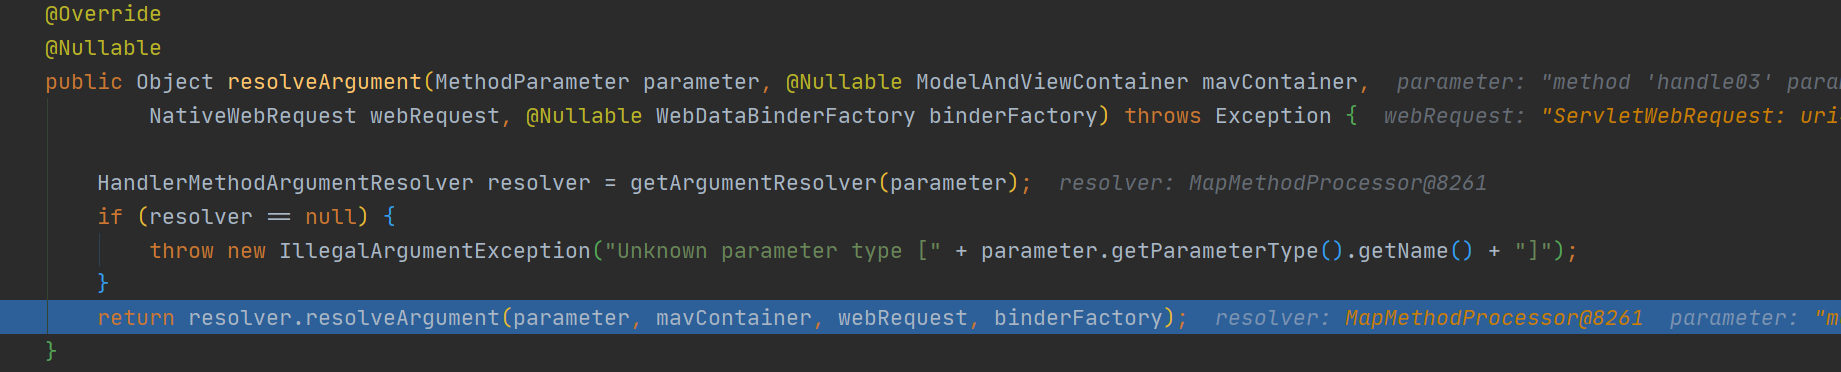 @Override
@Nullable
public Object resolveArgument(MethodParameter parameter, @Nullable ModelAndViewContainer mavContainer, parameter: "method 'handle03'
NativeWebRequest webRequest, @Nullable WebDataBinderFactory binderFactory) throws Exception { webRequest: "ServletWebRequest:
HandlerMethodArgumentResolver resolver = getArgumentResolver(parameter); resolver: MapMethodProcessor@8261
if (resolver == null) {
throw new IllegalArgumentException("Unknown parameter type [" + parameter.getParameterType().getName() + "]");
}
return resolver.resolveArgument(parameter, mavContainer, webRequest, binderFactory); resolver: MapMethodProcessor@8261 parameter:
}